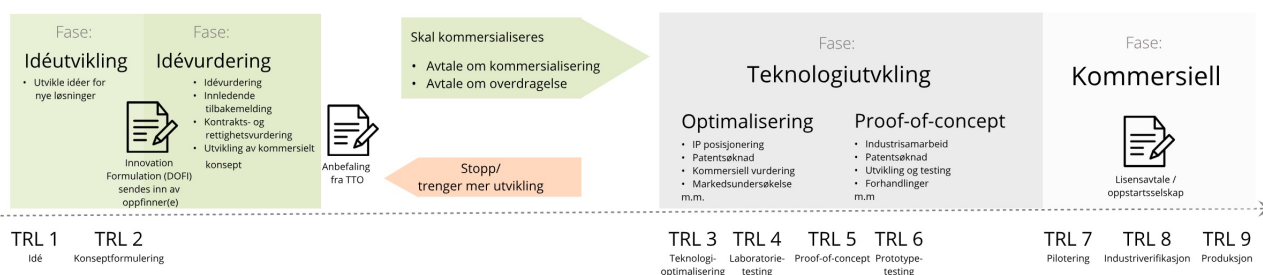 Fase:
Idéutvikling
• Utvikle idéer for
nye løsninger
Innovation
Formulation (DOFI)
sendes inn av
oppfinner(e)
Fase:
Idévurdering
• Idévurdering
• Innledende
tilbakemelding
• Kontrakts- og
rettighetsvurdering
• Utvikling av kommersielt
konsept
Anbefaling
fra TTO
Skal kommersialiseres
• Avtale om kommersialisering
• Avtale om overdragelse
Stopp/
trenger mer utvikling
Fase:
Teknologiutvkling
Optimalisering
• IP posisjonering
• Patentsøknad
• Kommersiell vurdering
• Markedsundersøkelse
m.m.
Proof-of-concept
• Industrisamarbeid
• Patentsøknad
• Utvikling og testing
• Forhandlinger
m.m
Fase:
Kommersiell
Lisensavtale /
oppstartsselskap
TRL 1
Idé
TRL 2
Konseptformulering
TRL 3
Teknologi-
optimalisering
TRL 4
Laboratorie-
testing
TRL 5
Proof-of-concept
TRL 6
Prototype-
testing
TRL 7
Pilotering
TRL 8
Industriverifikasjon
TRL 9
Produksjon